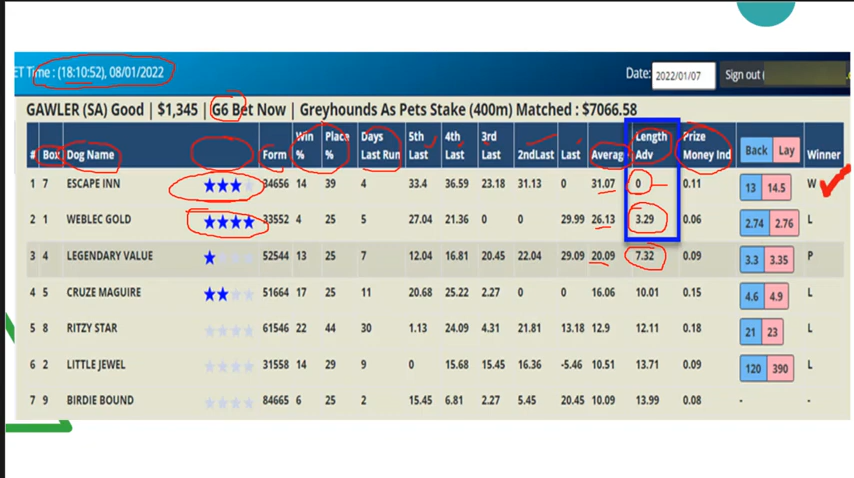 ET Time : (18:10:52), 08/01/2022 Date: 2022/01/07 Sign out (
GAWLER (SA) Good | $1,345 | G6 Bet Now | Greyhounds As Pets Stake (400m) Matched : $7066.58
# Box Dog Name Form Win % Place % Days Last Run 5th Last 4th Last 3rd Last 2ndLast Last Average Length Adv Prize Money Ind Back Lay Winner
1 7 ESCAPE INN 34656 14 39 4 33.4 36.59 23.18 31.13 0 31.07 0 0.11 13 14.5 W
2 1 WEBLEC GOLD 33552 4 25 5 27.04 21.36 0 0 29.99 26.13 3.29 0.06 2.74 2.76 L
3 4 LEGENDARY VALUE 52544 13 25 7 12.04 16.81 20.45 22.04 29.09 20.09 7.32 0.09 3.3 3.35 P
4 5 CRUZE MAGUIRE 51664 17 25 11 20.68 25.22 2.27 0 0 16.06 10.01 0.15 4.6 4.9 L
5 8 RITZY STAR 61546 22 44 30 1.13 24.09 4.31 21.81 13.18 12.9 12.11 0.18 21 23 L
6 2 LITTLE JEWEL 31558 14 29 9 0 15.68 15.45 16.36 -5.46 10.51 13.71 0.09 120 390 L
7 9 BIRDIE BOUND 84665 6 25 2 15.45 6.81 2.27 5.45 20.45 10.09 13.99 0.08 - -